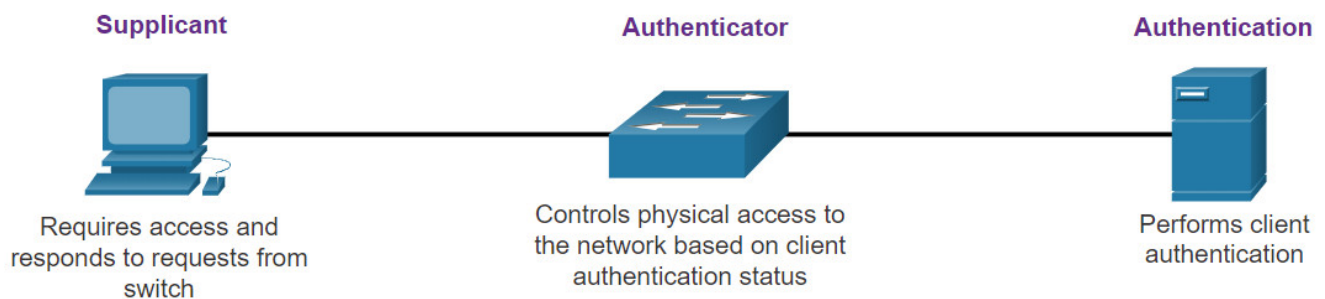 Supplicant
Authenticator
Authentication
Requires access and
responds to requests from
switch
Controls physical access to
the network based on client
authentication status
Performs client
authentication